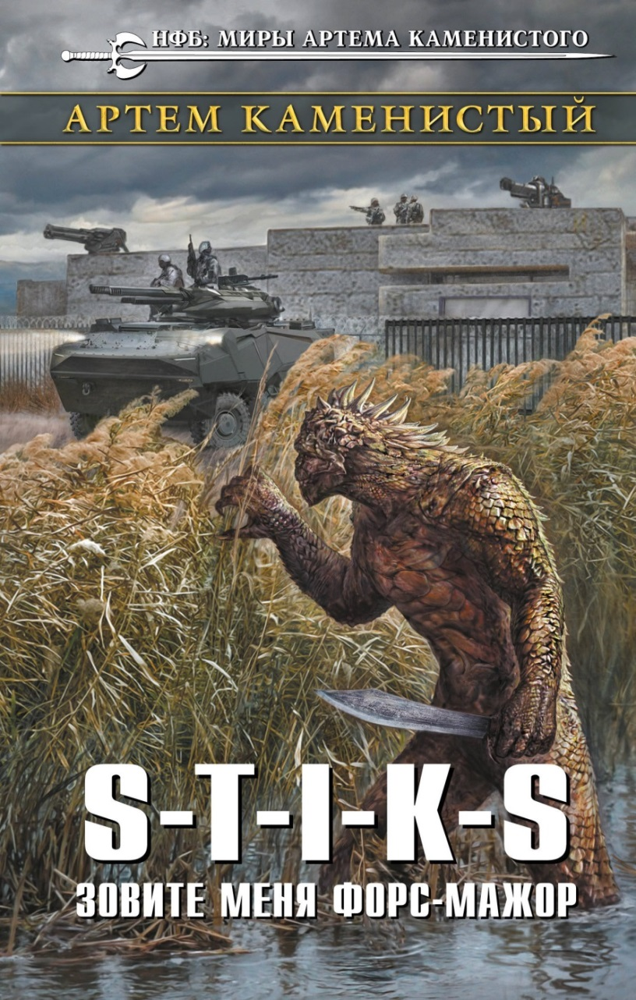 НФБ: МИРЫ АРТЕМА КАМЕНИСТОГО
АРТЕМ КАМЕНИСТЫЙ
S-T-I-K-S
ЗОВИТЕ МЕНЯ ФОРС-МАЖОР